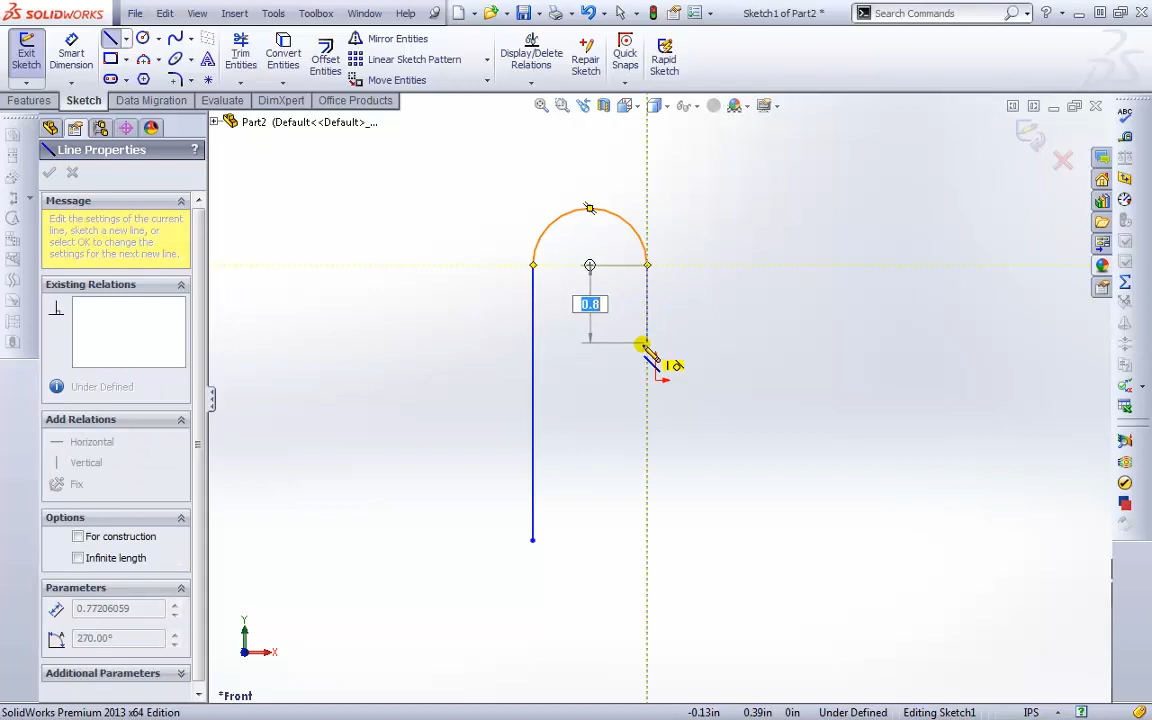 SOLIDWORKS File Edit View Insert Tools Toolbox Window Help Sketch1 of Part2 * Search Commands ?
Exit Sketch
Smart Dimension
Trim Entities
Convert Entities
Offset Entities
Mirror Entities
Linear Sketch Pattern
Move Entities
Display/Delete Relations
Repair Sketch
Quick Snaps
Rapid Sketch
Features Sketch Data Migration Evaluate DimXpert Office Products
Part2 (Default<<Default>_...
Line Properties ?
Message
Edit the settings of the current
line, sketch a new line, or
select OK to change the
settings for the next new line.
Existing Relations
Under Defined
Add Relations
Horizontal
Vertical
Fix
Options
For construction
Infinite length
Parameters
0.77206059
270.00°
Additional Parameters
0.8
Y
X
*Front
SolidWorks Premium 2013 x64 Edition -0.13in 0.39in 0in Under Defined Editing Sketch1 IPS ?